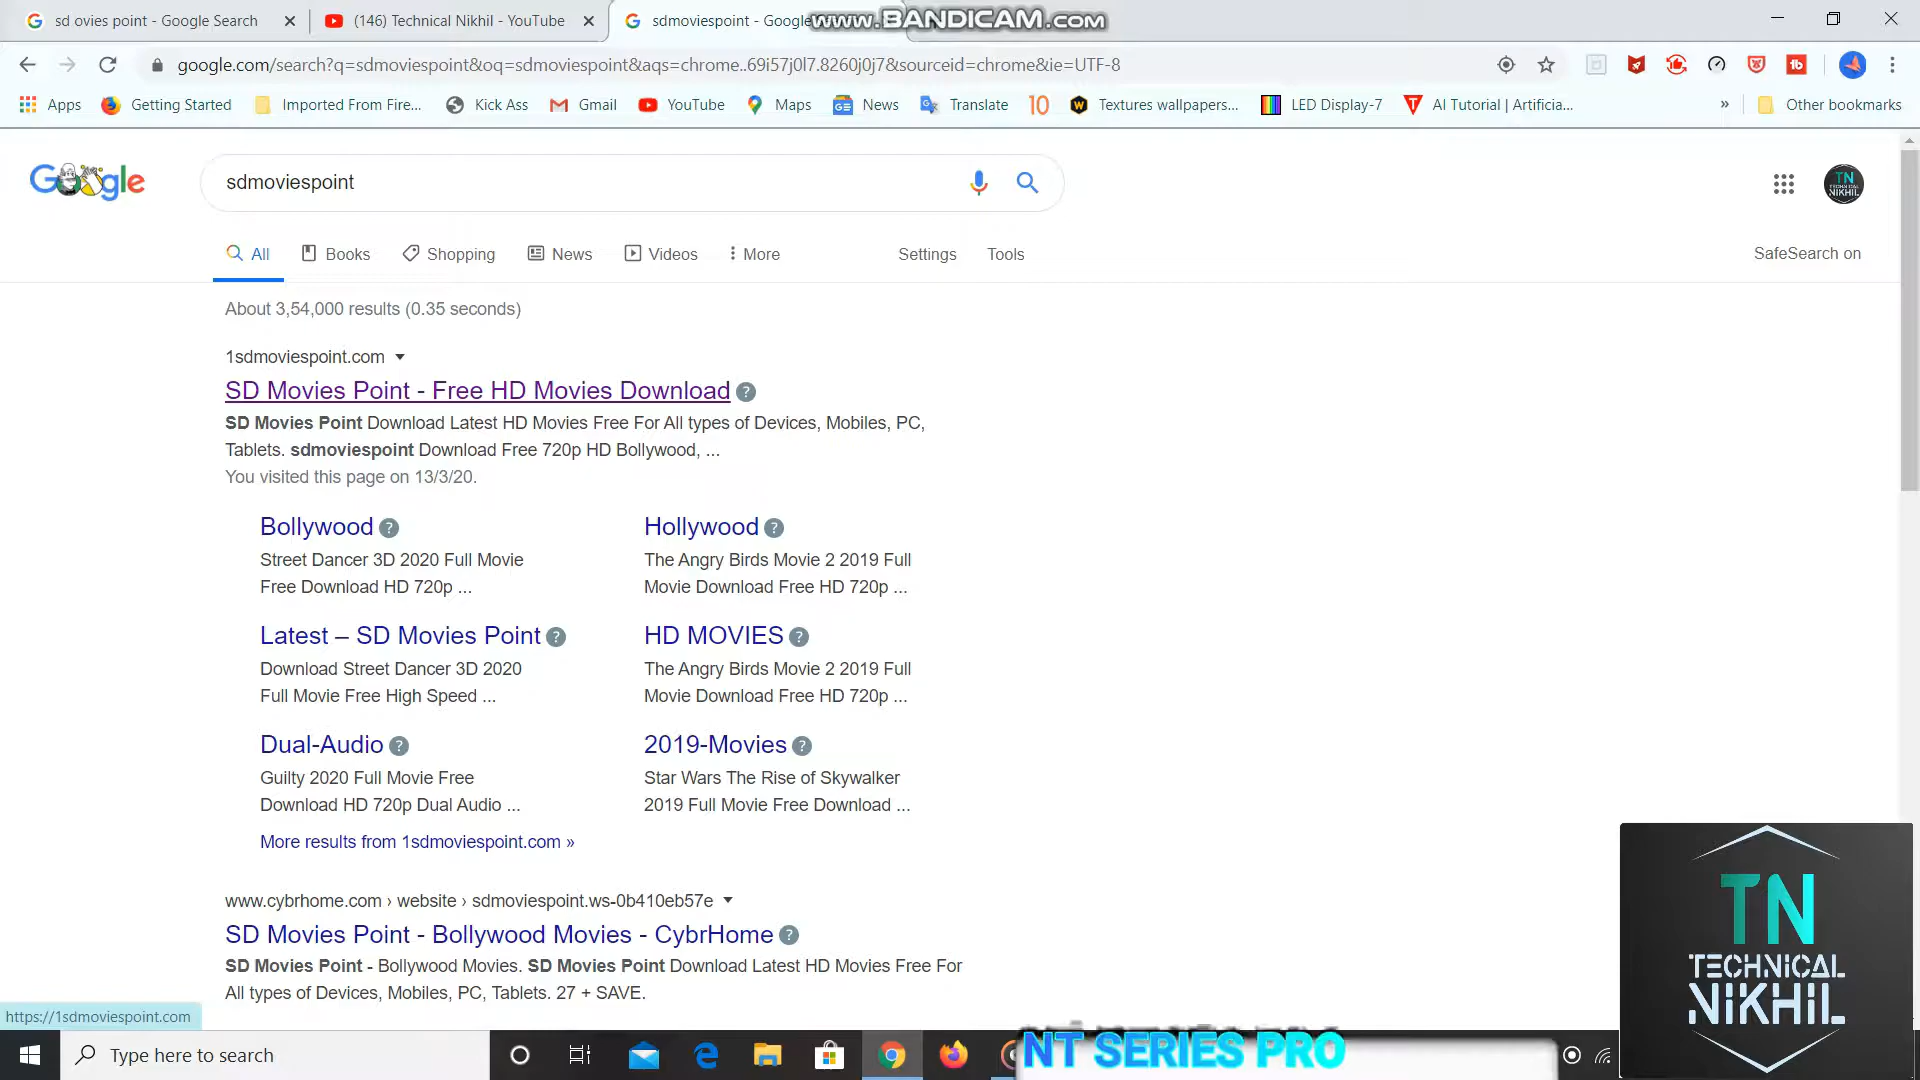 sd ovies point - Google Search
(146) Technical Nikhil - YouTube
sdmoviespoint - Google
www.BANDICAM.com
google.com/search?q=sdmoviespoint&oq=sdmoviespoint&aqs=chrome..69i57j0l7.8260j0j7&sourceid=chrome&ie=UTF-8
Apps
Getting Started
Imported From Fire...
Kick Ass
Gmail
YouTube
Maps
News
Translate
10
Textures wallpapers...
LED Display-7
AI Tutorial | Artificia...
»
Other bookmarks
Google
sdmoviespoint
TN
TECHNICAL
NIKHIL
All
Books
Shopping
News
Videos
More
Settings
Tools
SafeSearch on
About 3,54,000 results (0.35 seconds)
1sdmoviespoint.com
SD Movies Point - Free HD Movies Download
SD Movies Point Download Latest HD Movies Free For All types of Devices, Mobiles, PC,
Tablets. sdmoviespoint Download Free 720p HD Bollywood, ...
You visited this page on 13/3/20.
Bollywood
Street Dancer 3D 2020 Full Movie
Free Download HD 720p ...
Hollywood
The Angry Birds Movie 2 2019 Full
Movie Download Free HD 720p ...
Latest – SD Movies Point
Download Street Dancer 3D 2020
Full Movie Free High Speed ...
HD MOVIES
The Angry Birds Movie 2 2019 Full
Movie Download Free HD 720p ...
Dual-Audio
Guilty 2020 Full Movie Free
Download HD 720p Dual Audio ...
2019-Movies
Star Wars The Rise of Skywalker
2019 Full Movie Free Download ...
More results from 1sdmoviespoint.com »
www.cybrhome.com › website › sdmoviespoint.ws-0b410eb57e
SD Movies Point - Bollywood Movies - CybrHome
SD Movies Point - Bollywood Movies. SD Movies Point Download Latest HD Movies Free For
All types of Devices, Mobiles, PC, Tablets. 27 + SAVE.
https://1sdmoviespoint.com
Type here to search
NT SERIES PRO
TN
TECHNICAL
NIKHIL